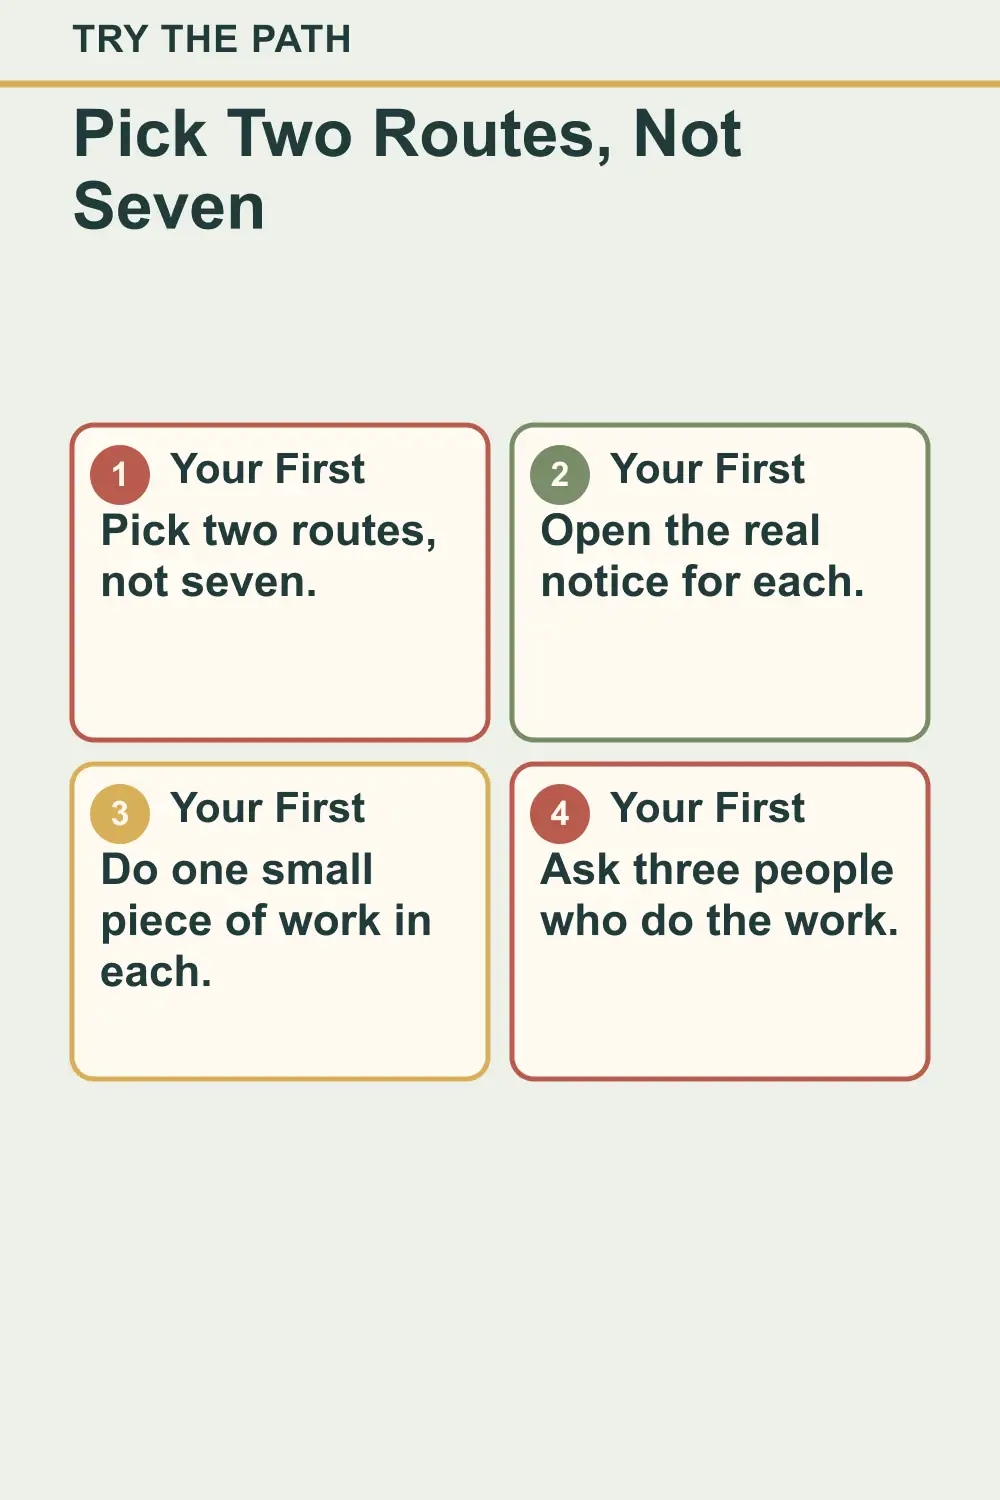 TRY THE PATH
Pick Two Routes, Not
Seven
1 Your First
Pick two routes,
not seven.
2 Your First
Open the real
notice for each.
3 Your First
Do one small
piece of work in
each.
4 Your First
Ask three people
who do the work.